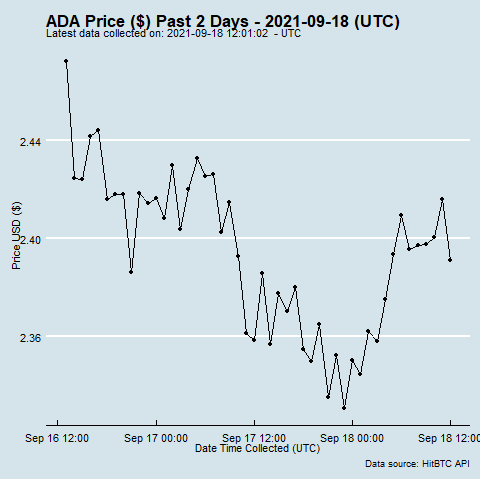 ADA Price ($) Past 2 Days - 2021-09-18 (UTC)
Latest data collected on: 2021-09-18 12:01:02 - UTC
2.44
2.40
2.36
Price USD ($)
Sep 16 12:00 Sep 17 00:00 Sep 17 12:00 Sep 18 00:00 Sep 18 12:00
Date Time Collected (UTC)
Data source: HitBTC API